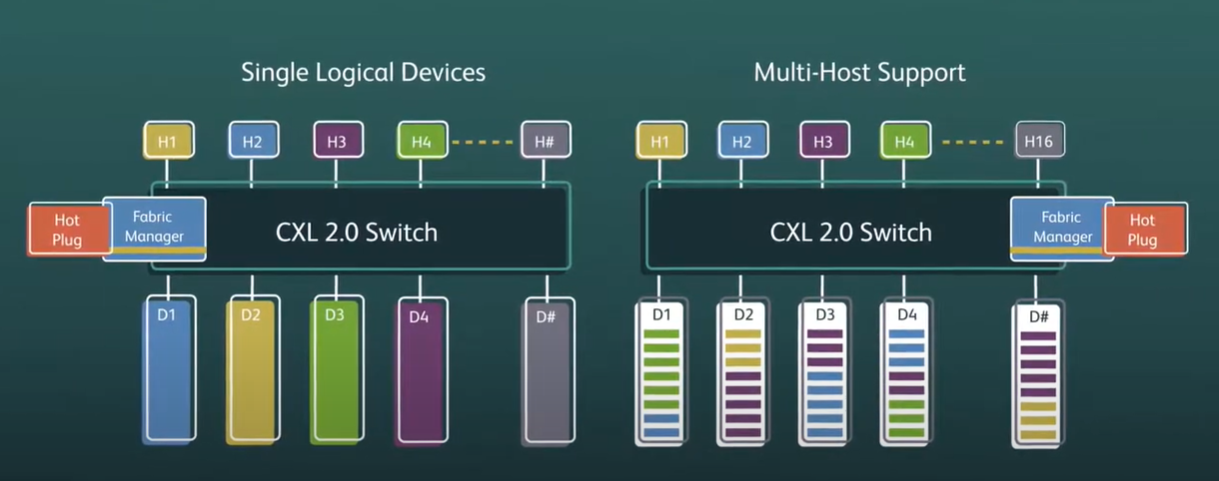 Single Logical Devices
Multi-Host Support
H1 H2 H3 H4 H#
H1 H2 H3 H4 H16
Hot
Plug
Fabric
Manager
CXL 2.0 Switch
CXL 2.0 Switch
Fabric
Manager
Hot
Plug
D1 D2 D3 D4 D#
D1 D2 D3 D4 D#